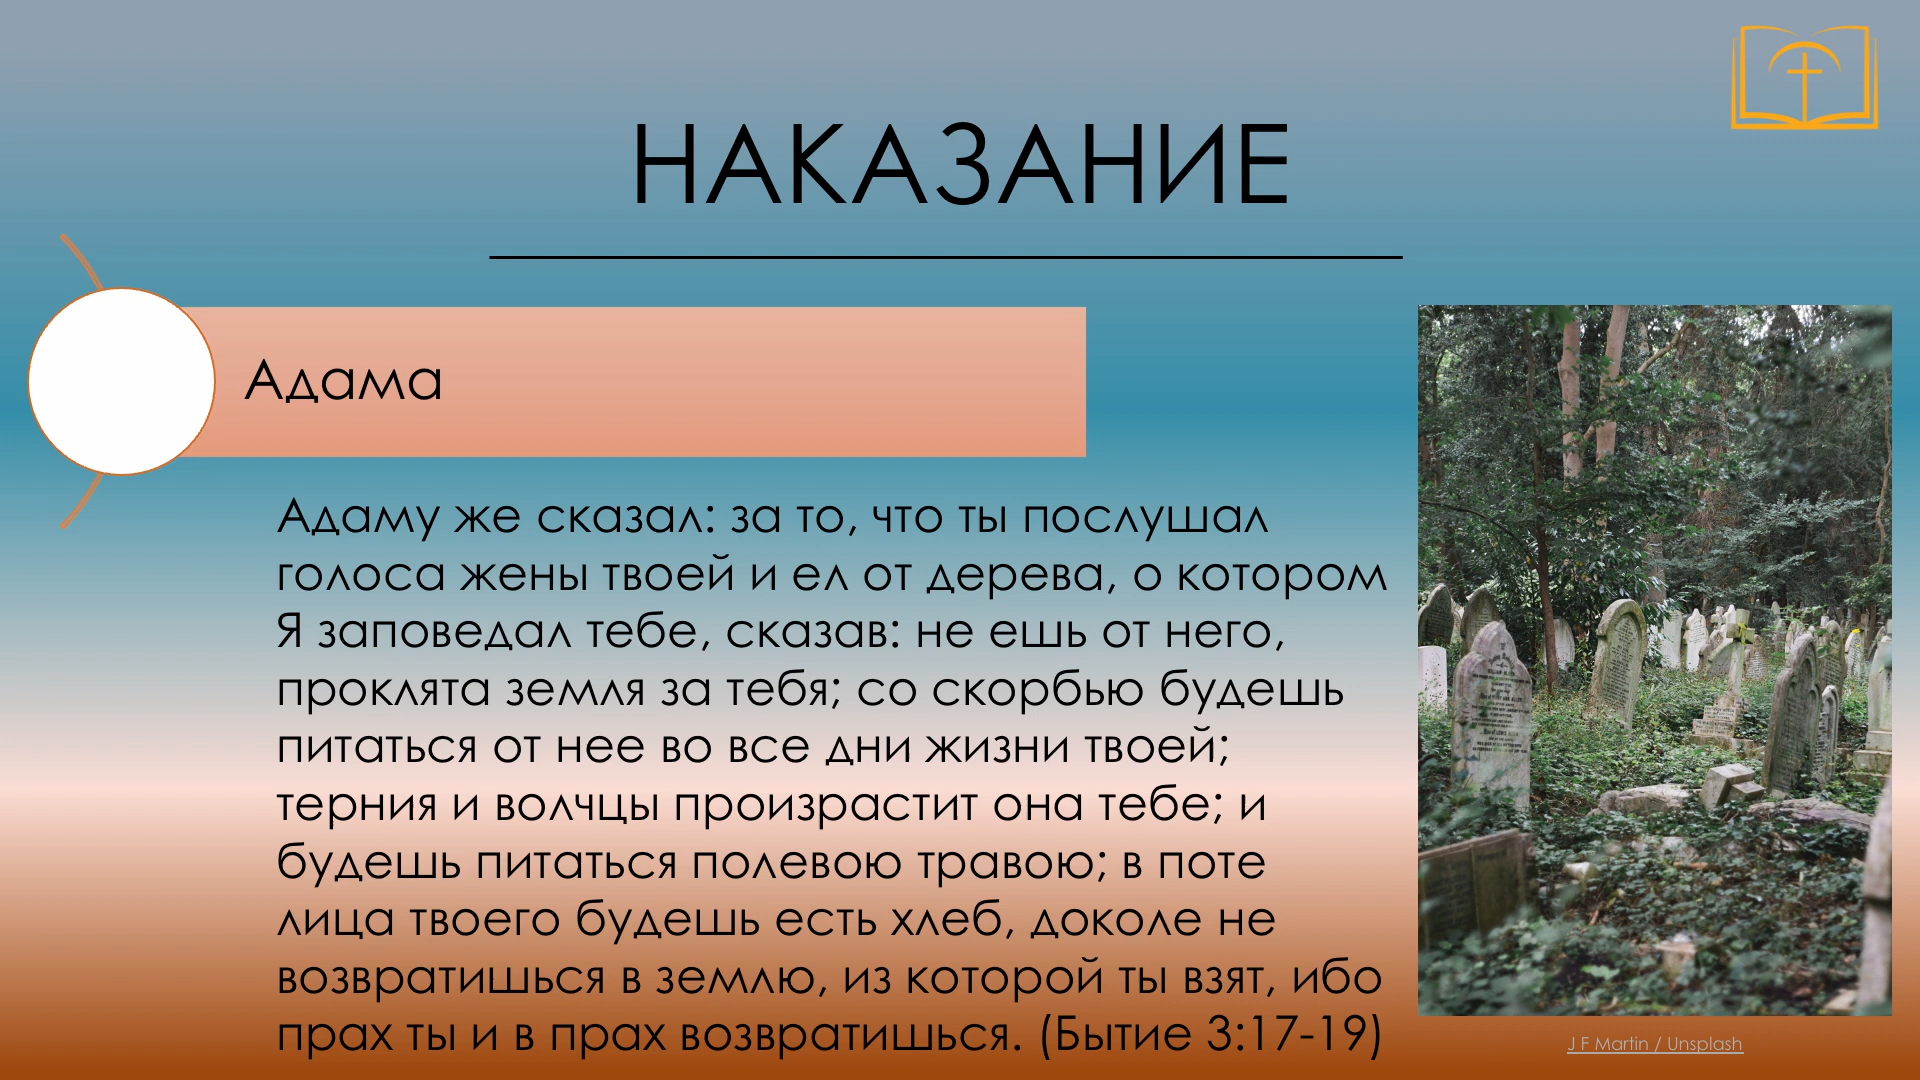 НАКАЗАНИЕ
Адама
Адаму же сказал: за то, что ты послушал
голоса жены твоей и ел от дерева, о котором
Я заповедал тебе, сказав: не ешь от него,
проклята земля за тебя; со скорбью будешь
питаться от нее во все дни жизни твоей;
терния и волчцы произрастит она тебе; и
будешь питаться полевою травою; в поте
лица твоего будешь есть хлеб, доколе не
возвратишься в землю, из которой ты взят, ибо
прах ты и в прах возвратишься. (Бытие 3:17-19)
J F Martin / Unsplash